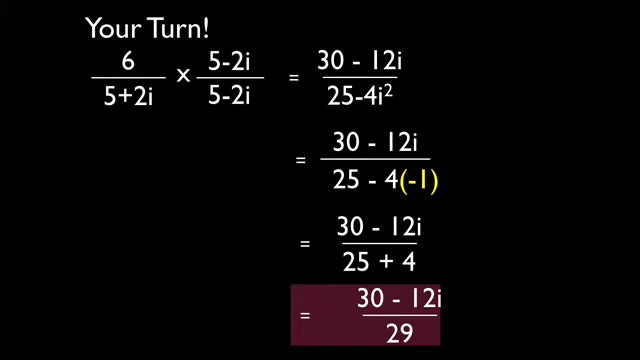 Your Turn!
6/5+2i x 5-2i/5-2i = 30 - 12i/25-4i²
= 30 - 12i/25 - 4(-1)
= 30 - 12i/25 + 4
= 30 - 12i/29